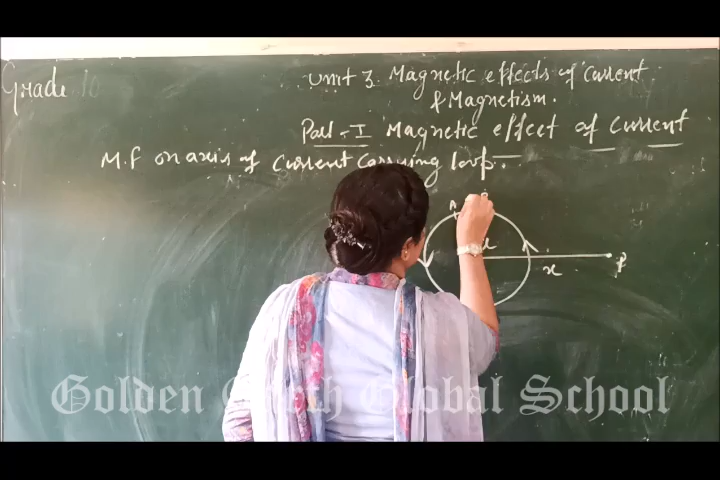 Grade 10
Unit 3. Magnetic effects of Current
& Magnetism.
Part - I Magnetic effect of Current
M.F on axis of Current Carrying loop.
A
x
P
Golden Earth Global School